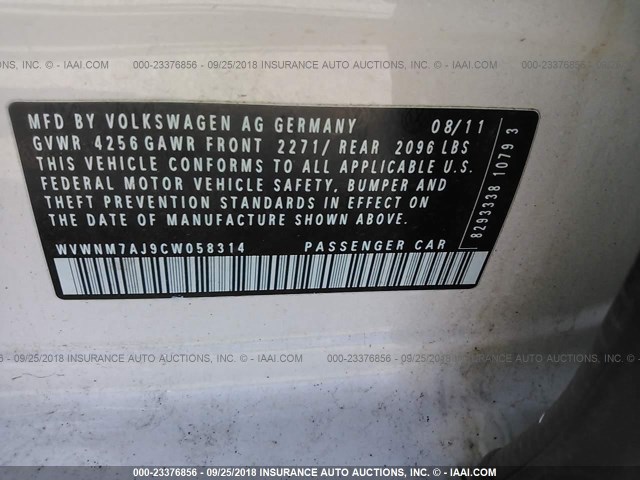 000-23376856 - 09/25/2018 INSURANCE AUTO AUCTIONS, INC. - © IAAI.COM
MFD BY VOLKSWAGEN AG GERMANY 08/11
GVWR 4256 GAWR FRONT 2271/ REAR 2096 LBS
THIS VEHICLE CONFORMS TO ALL APPLICABLE U.S.
FEDERAL MOTOR VEHICLE SAFETY, BUMPER AND
THEFT PREVENTION STANDARDS IN EFFECT ON
THE DATE OF MANUFACTURE SHOWN ABOVE.
WVWNM7AJ9CW058314 PASSENGER CAR
8293338 1079 3
09/25/2018 INSURANCE AUTO AUCTIONS, INC. - © IAAI.COM
000-23376856 - 09/25/2018 INSURANCE AUTO AUCTIONS, INC. - © IAAI.COM
000-23376856 - 09/25/2018 INSURANCE AUTO AUCTIONS, INC. - © IAAI.COM